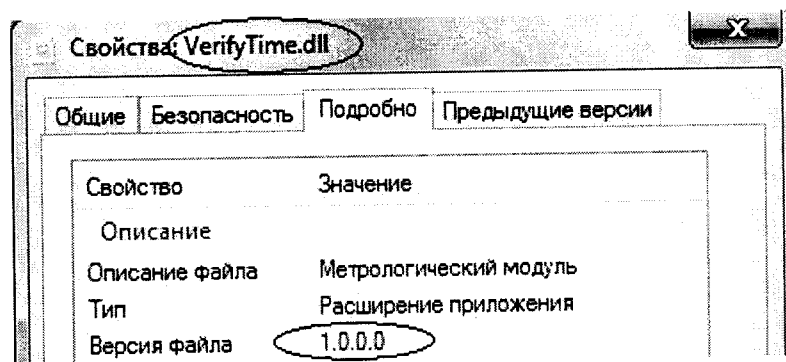 Свойства: VerifyTime.dll
X
Общие Безопасность Подробно Предыдущие версии
Свойство Значение
Описание
Описание файла Метрологический модуль
Тип Расширение приложения
Версия файла 1.0.0.0